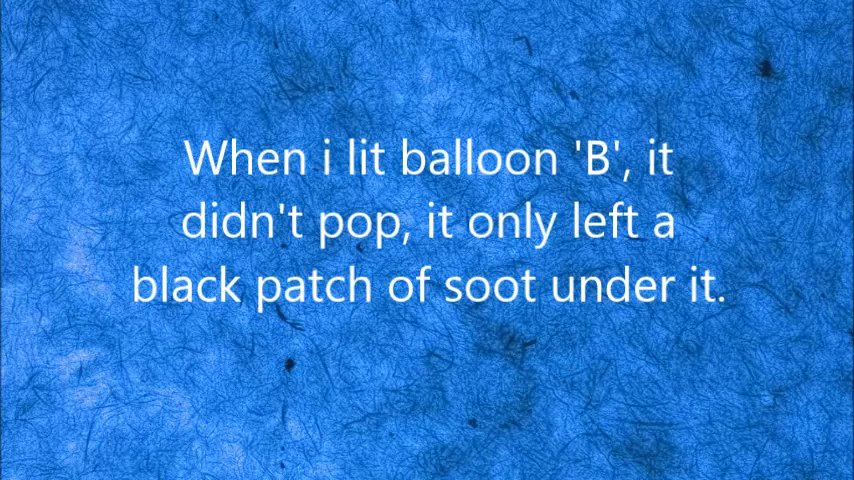 When i lit balloon 'B', it
didn't pop, it only left a
black patch of soot under it.